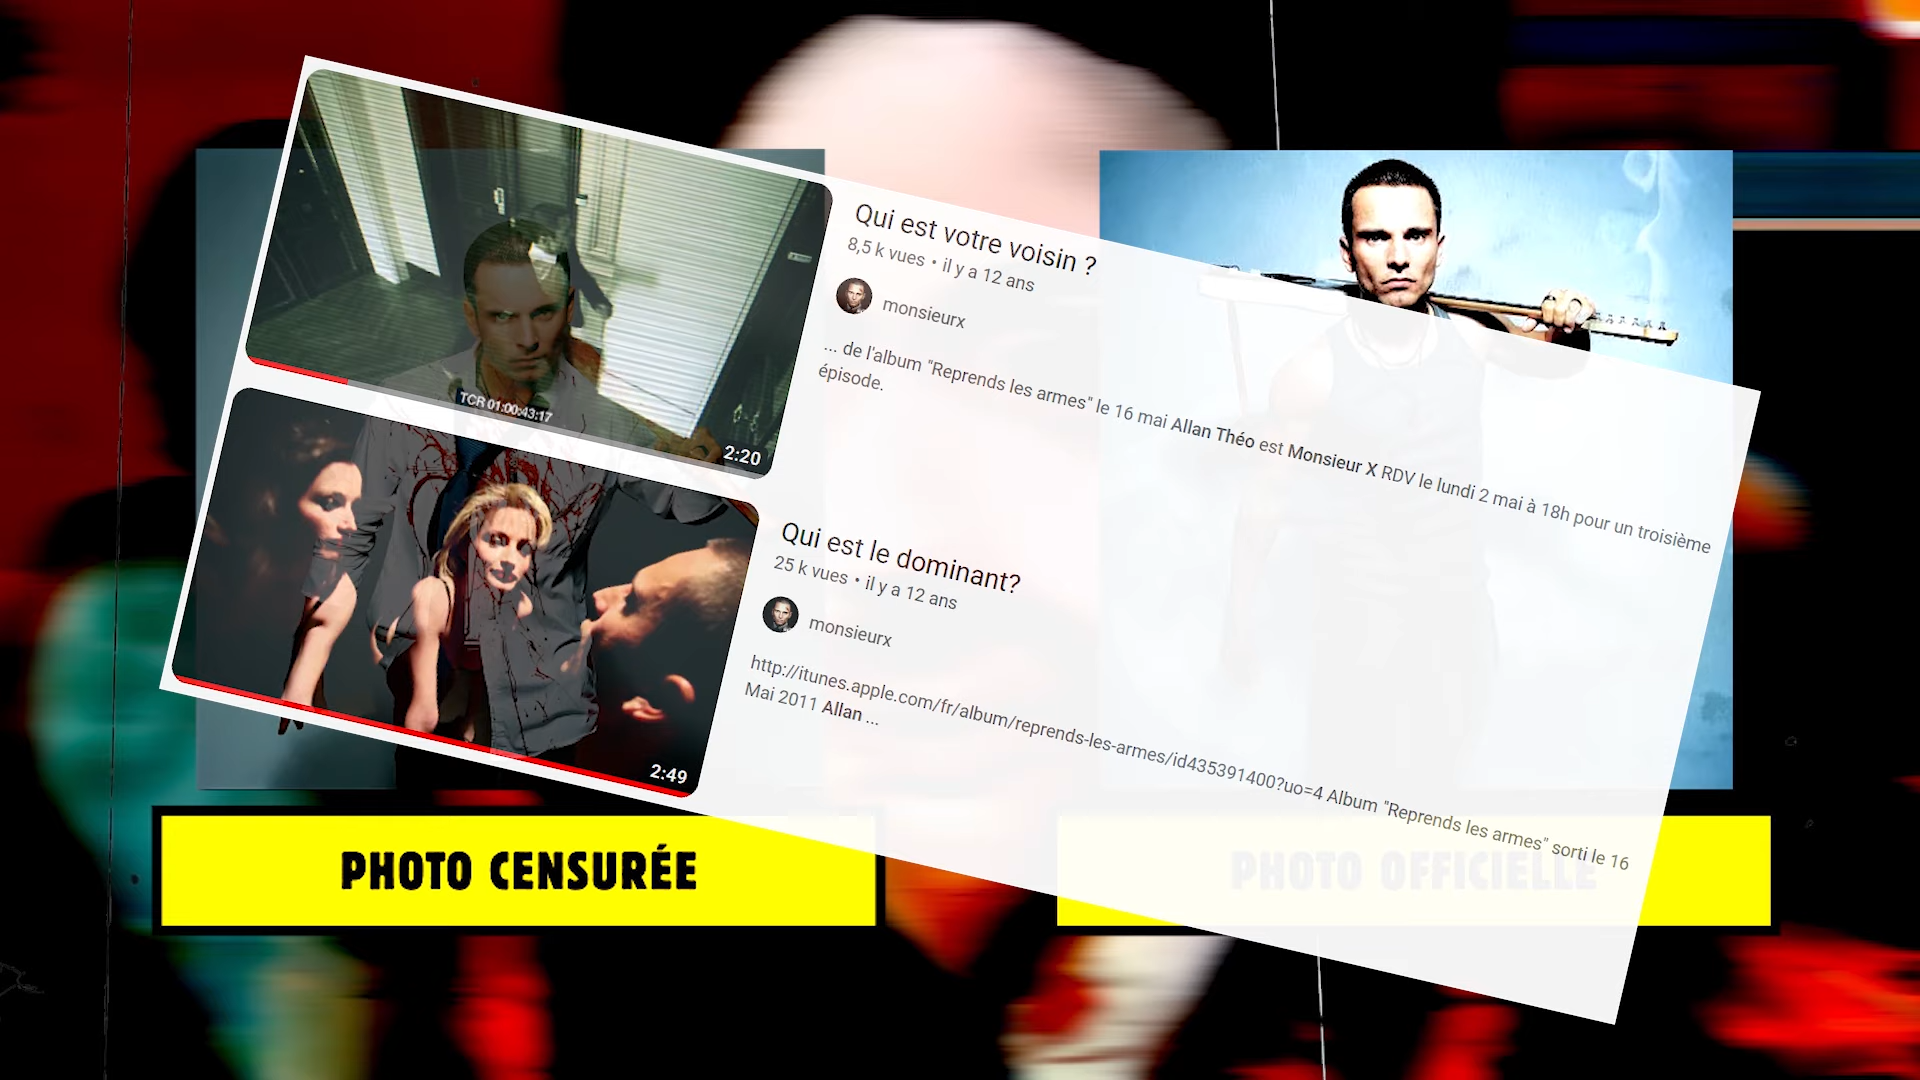 Qui est votre voisin ?
8,5 k vues • il y a 12 ans
monsieurx
... de l'album "Reprends les armes" le 16 mai Allan Théo est Monsieur X RDV le lundi 2 mai à 18h pour un troisième
épisode.
TCR 01:00:43:17
2:20
Qui est le dominant?
25 k vues • il y a 12 ans
monsieurx
http://itunes.apple.com/fr/album/reprends-les-armes/id435391400?uo=4 Album "Reprends les armes" sorti le 16
Mai 2011 Allan ...
2:49
PHOTO CENSURÉE
PHOTO OFFICIELLE